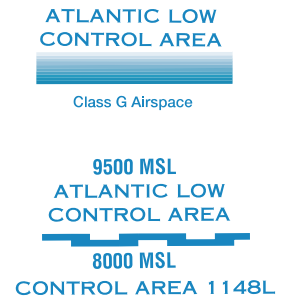 ATLANTIC LOW
CONTROL AREA
Class G Airspace
9500 MSL
ATLANTIC LOW
CONTROL AREA
8000 MSL
CONTROL AREA 1148L